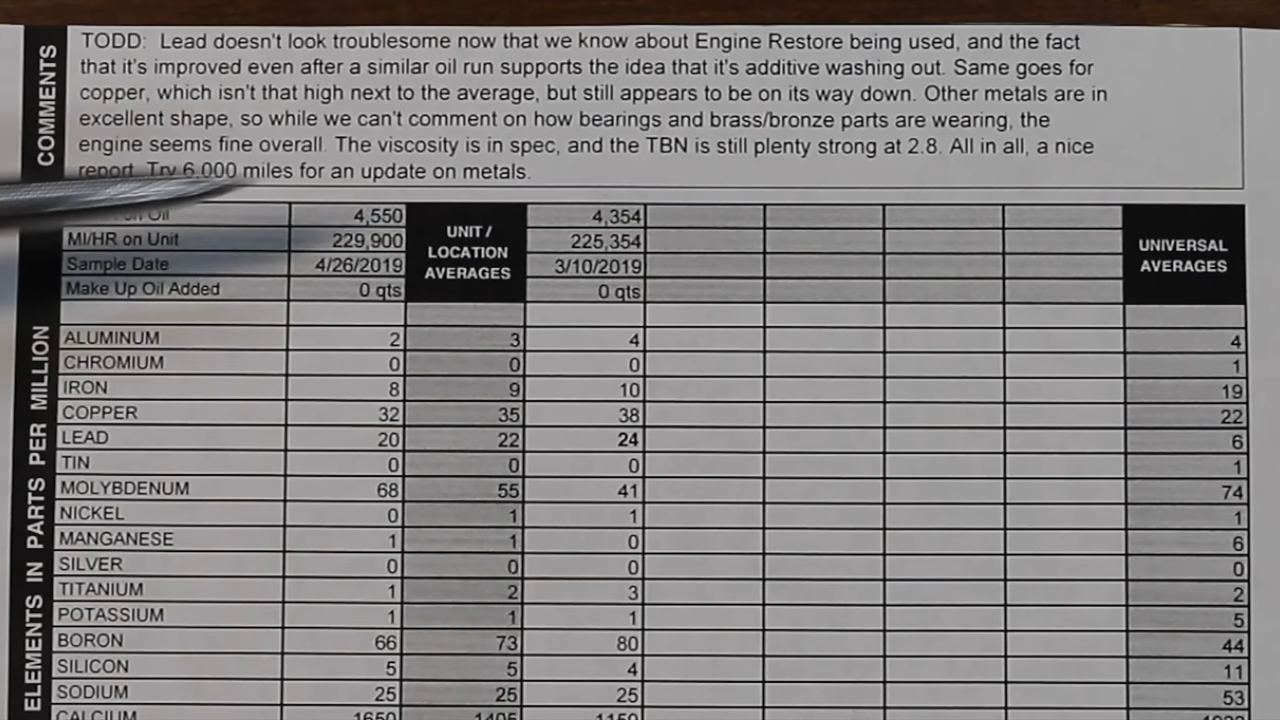 COMMENTS
TODD: Lead doesn't look troublesome now that we know about Engine Restore being used, and the fact
that it's improved even after a similar oil run supports the idea that it's additive washing out. Same goes for
copper, which isn't that high next to the average, but still appears to be on its way down. Other metals are in
excellent shape, so while we can't comment on how bearings and brass/bronze parts are wearing, the
engine seems fine overall. The viscosity is in spec, and the TBN is still plenty strong at 2.8. All in all, a nice
report. Try 6,000 miles for an update on metals.
on Oil 4,550 4,354
MI/HR on Unit 229,900 225,354
Sample Date 4/26/2019 3/10/2019
Make Up Oil Added 0 qts 0 qts
UNIT /
LOCATION
AVERAGES
UNIVERSAL
AVERAGES
ELEMENTS IN PARTS PER MILLION
ALUMINUM 2 3 4 4
CHROMIUM 0 0 0 1
IRON 8 9 10 19
COPPER 32 35 38 22
LEAD 20 22 24 6
TIN 0 0 0 1
MOLYBDENUM 68 55 41 74
NICKEL 0 1 1 1
MANGANESE 1 1 0 6
SILVER 0 0 0 0
TITANIUM 1 2 3 2
POTASSIUM 1 1 1 5
BORON 66 73 80 44
SILICON 5 5 4 11
SODIUM 25 25 25 53
CALCIUM 1650 1405 1150